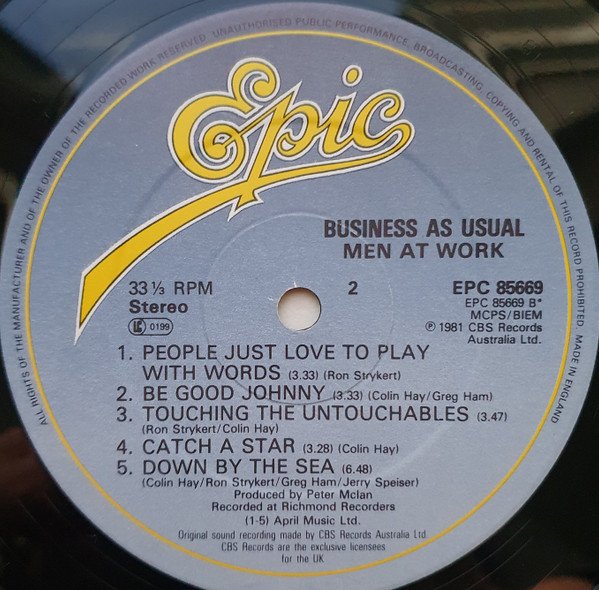 ALL RIGHTS OF THE MANUFACTURER AND OF THE OWNER OF THE RECORDED WORK RESERVED. UNAUTHORISED PUBLIC PERFORMANCE, BROADCASTING, COPYING AND RENTAL OF THIS RECORD PROHIBITED. MADE IN ENGLAND
Epic
BUSINESS AS USUAL
MEN AT WORK
33 ⅓ RPM 2 EPC 85669
Stereo EPC 85669 B*
LC 0199 MCPS/BIEM
℗ 1981 CBS Records
Australia Ltd.
1. PEOPLE JUST LOVE TO PLAY
WITH WORDS (3.33) (Ron Strykert)
2. BE GOOD JOHNNY (3.33) (Colin Hay/Greg Ham)
3. TOUCHING THE UNTOUCHABLES (3.47)
(Ron Strykert/Colin Hay)
4. CATCH A STAR (3.28) (Colin Hay)
5. DOWN BY THE SEA (6.48)
(Colin Hay/Ron Strykert/Greg Ham/Jerry Speiser)
Produced by Peter McIan
Recorded at Richmond Recorders
(1-5) April Music Ltd.
Original sound recording made by CBS Records Australia Ltd.
CBS Records are the exclusive licensees
for the UK